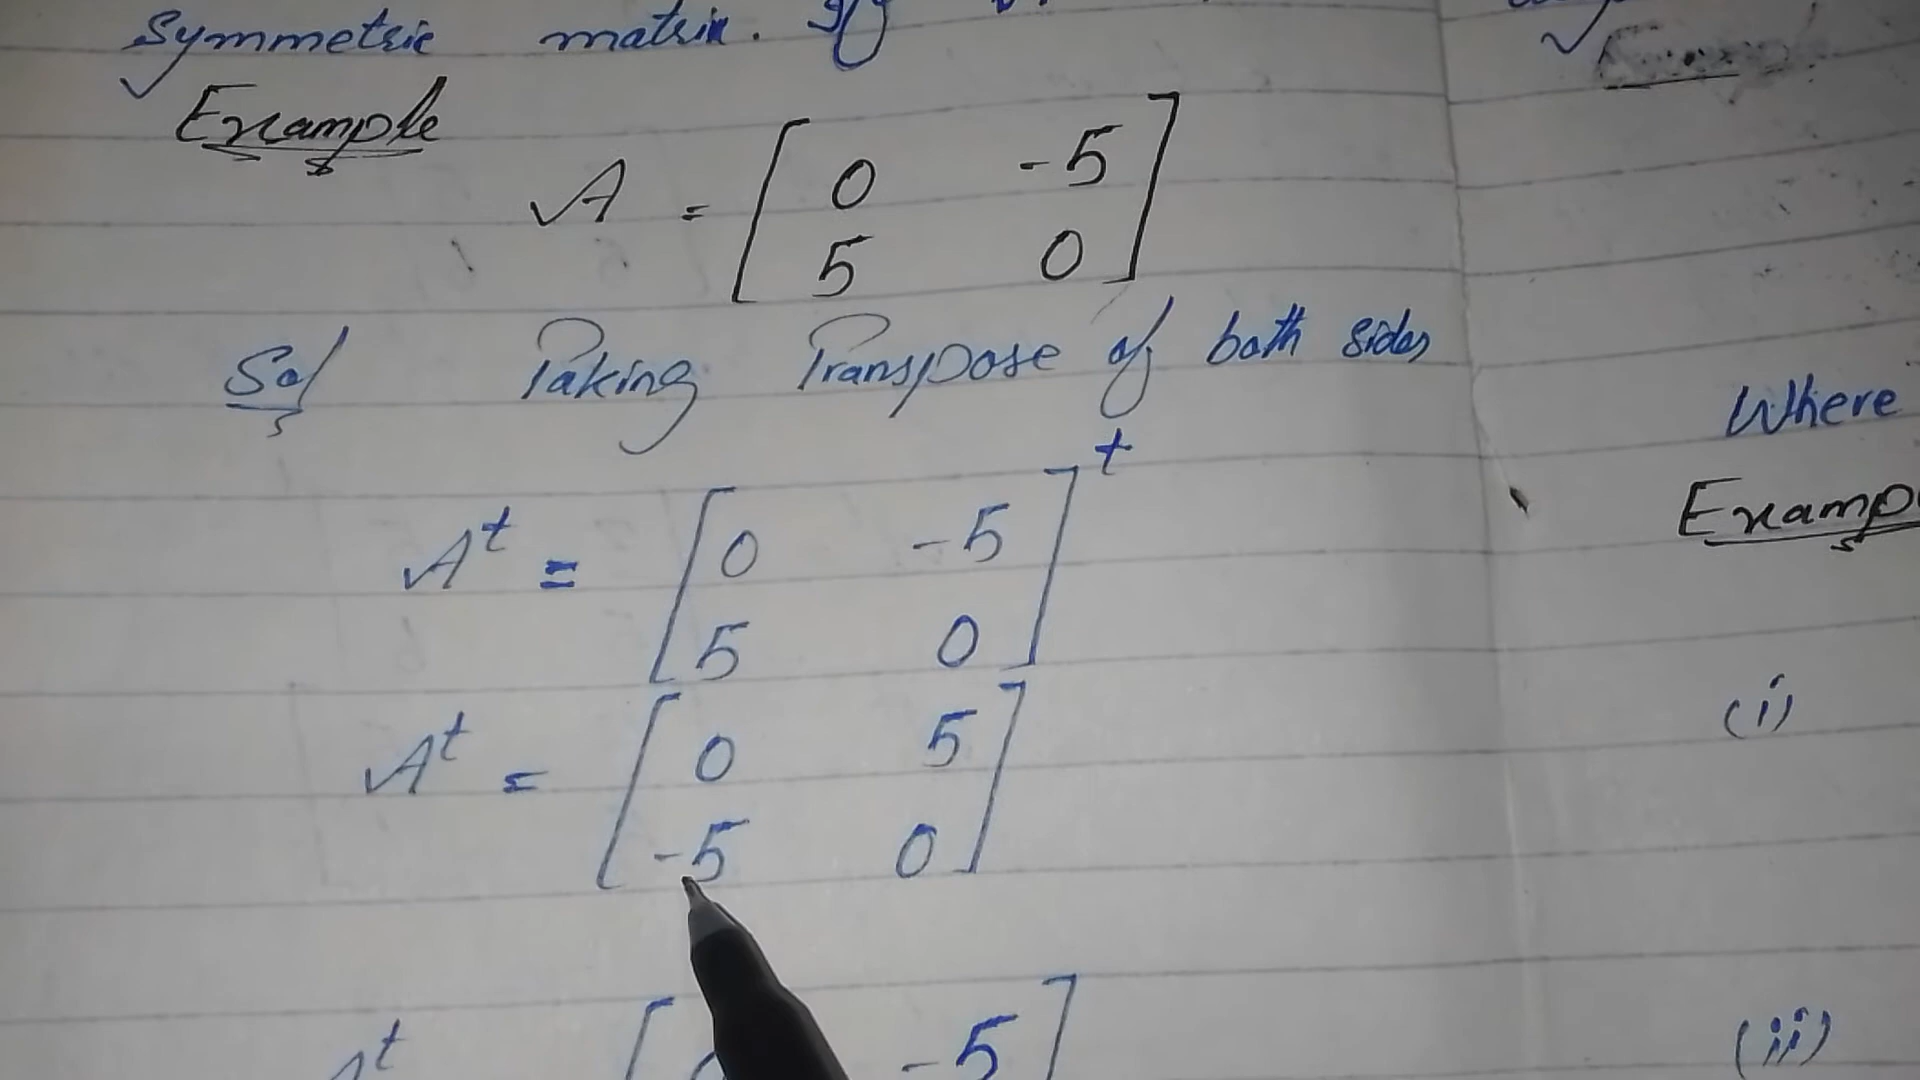 Symmetric matrix. If
Example
A = [ 0 -5
5 0 ]
Sol Taking Transpose of both sides
A^t = [ 0 -5
5 0 ]^t
A^t = [ 0 5
-5 0 ]
A^t [ -5 ]
Where
Examp
(i)
(ii)